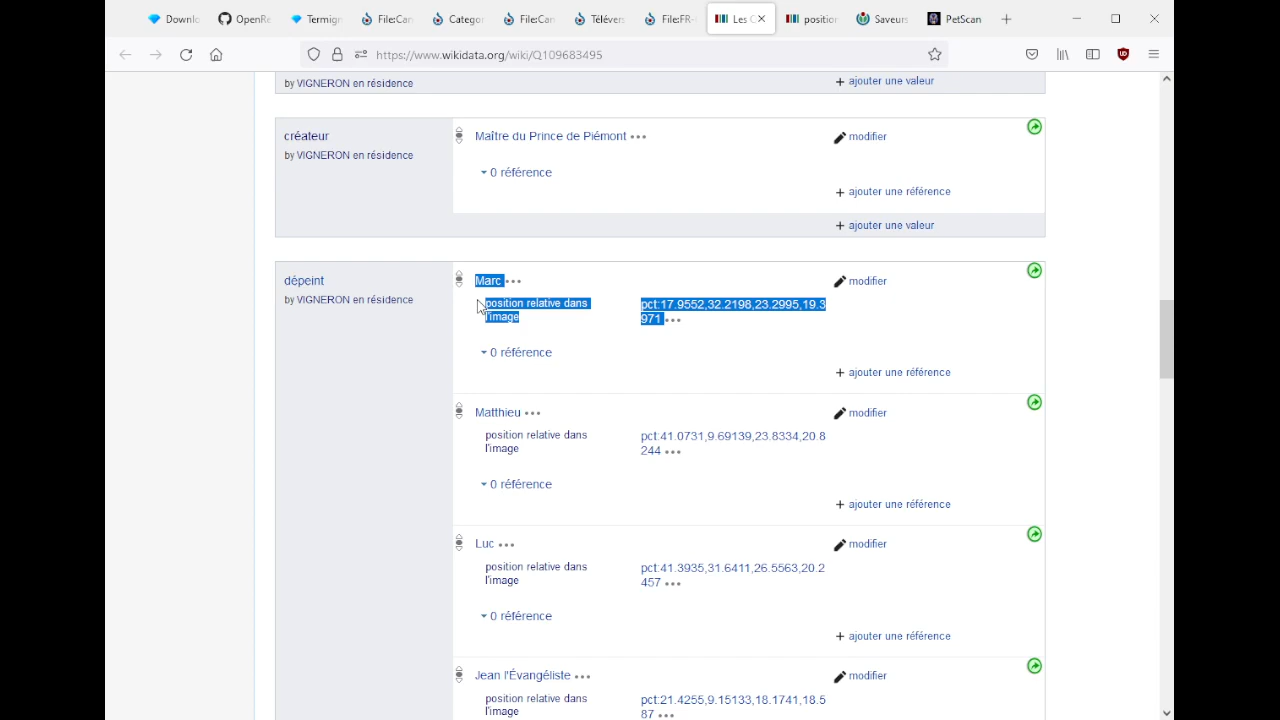 Downlo
OpenRe
Termign
File:Can
Categor
File:Can
Télévers
File:FR-
Les C
position
Saveurs
PetScan
https://www.wikidata.org/wiki/Q109683495
by VIGNERON en résidence
ajouter une valeur
créateur
by VIGNERON en résidence
Maître du Prince de Piémont
modifier
0 référence
ajouter une référence
ajouter une valeur
dépeint
by VIGNERON en résidence
Marc
modifier
position relative dans
l'image
pct:17.9552,32.2198,23.2995,19.3
971
0 référence
ajouter une référence
Matthieu
modifier
position relative dans
l'image
pct:41.0731,9.69139,23.8334,20.8
244
0 référence
ajouter une référence
Luc
modifier
position relative dans
l'image
pct:41.3935,31.6411,26.5563,20.2
457
0 référence
ajouter une référence
Jean l'Évangéliste
modifier
position relative dans
l'image
pct:21.4255,9.15133,18.1741,18.5
87